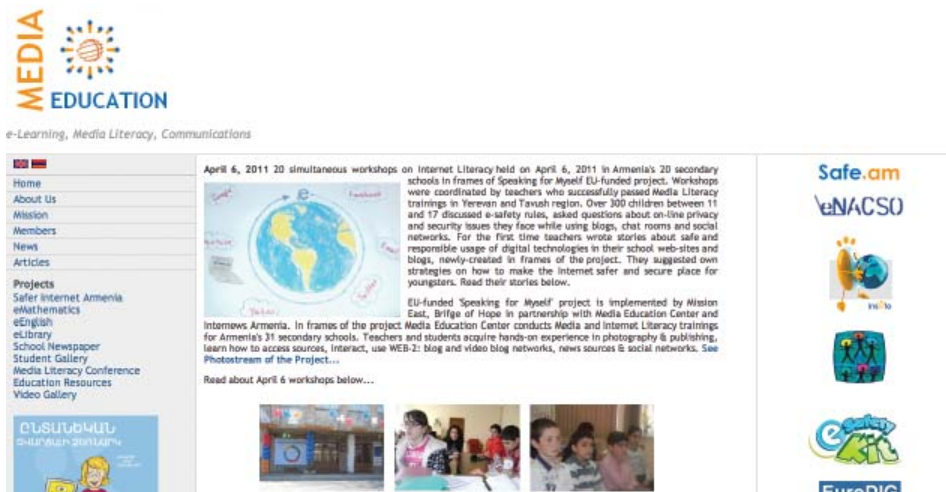 MEDIA
EDUCATION
e-Learning, Media Literacy, Communications
Home
About Us
Mission
Members
News
Articles
Projects
Safer Internet Armenia
eMathematics
eEnglish
eLibrary
School Newspaper
Student Gallery
Media Literacy Conference
Education Resources
Video Gallery
ԸՆՏԱՆԵԿԱՆ
April 6, 2011 20 simultaneous workshops on Internet Literacy held on April 6, 2011 in Armenia's 20 secondary
schools in frames of Speaking for Myself EU-funded project. Workshops
were coordinated by teachers who successfully passed Media Literacy
trainings in Yerevan and Tavush region. Over 300 children between 11
and 17 discussed e-safety rules, asked questions about on-line privacy
and security issues they face while using blogs, chat rooms and social
networks. For the first time teachers wrote stories about safe and
responsible usage of digital technologies in their school web-sites and
blogs, newly-created in frames of the project. They suggested own
strategies on how to make the Internet safer and secure place for
youngsters. Read their stories below.
EU-funded 'Speaking for Myself' project is implemented by Mission
East, Brifge of Hope in partnership with Media Education Center and
Internews Armenia. In frames of the project Media Education Center conducts Media and Internet Literacy trainings
for Armenia's 31 secondary schools. Teachers and students acquire hands-on experience in photography & publishing,
learn how to access sources, interact, use WEB-2: blog and video blog networks, news sources & social networks. See
Photostream of the Project...
Read about April 6 workshops below...
Safe.am
eNACSO
ins@fe
eSafety
Kit
EuroDIG